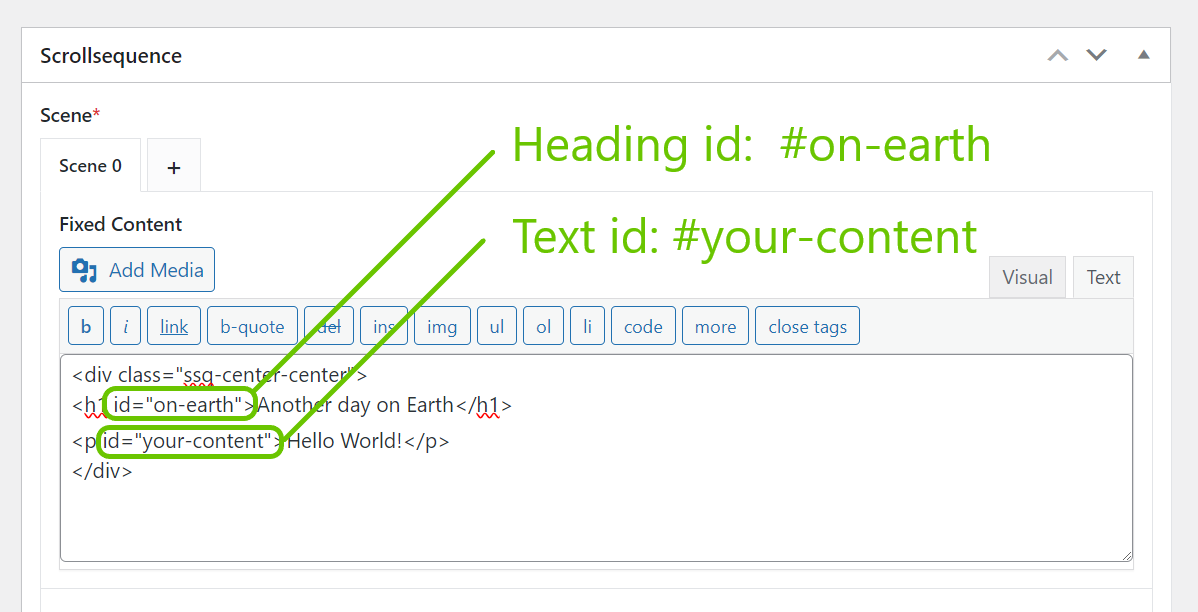 Scrollsequence
Scene*
Scene 0
+
Heading id: #on-earth
Fixed Content
Text id: #your-content
Add Media
Visual
Text
b i link b-quote del ins img ul ol li code more close tags
<div class="ssq-center-center">
<h1 id="on-earth">Another day on Earth</h1>
<p id="your-content">Hello World!</p>
</div>